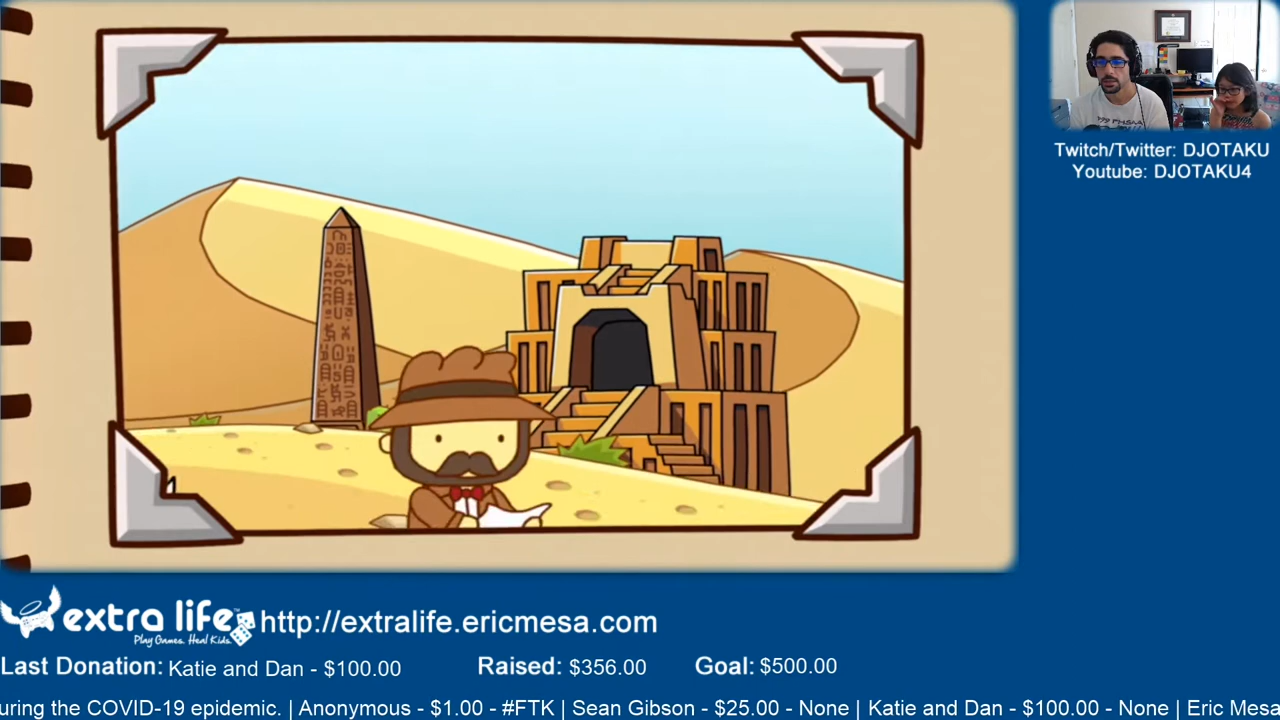 Twitch/Twitter: DJOTAKU
Youtube: DJOTAKU4
extra life
Play Games. Heal Kids.
http://extralife.ericmesa.com
Last Donation: Katie and Dan - $100.00
Raised: $356.00
Goal: $500.00
uring the COVID-19 epidemic. | Anonymous - $1.00 - #FTK | Sean Gibson - $25.00 - None | Katie and Dan - $100.00 - None | Eric Mesa